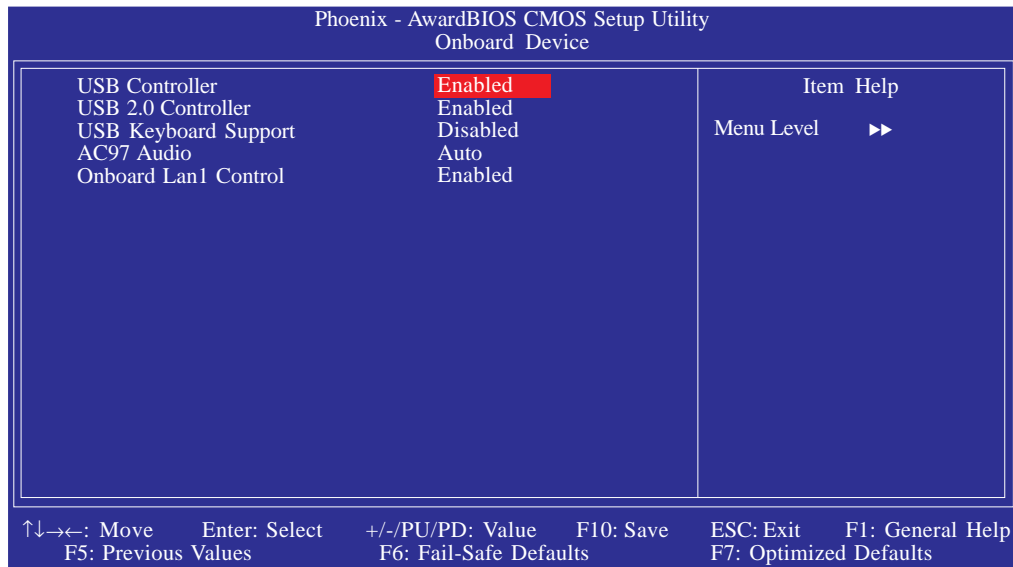 Phoenix - AwardBIOS CMOS Setup Utility
Onboard Device
USB Controller Enabled
USB 2.0 Controller Enabled
USB Keyboard Support Disabled
AC97 Audio Auto
Onboard Lan1 Control Enabled
Item Help
Menu Level ▶▶
↑↓→←: Move Enter: Select +/-/PU/PD: Value F10: Save ESC: Exit F1: General Help
F5: Previous Values F6: Fail-Safe Defaults F7: Optimized Defaults